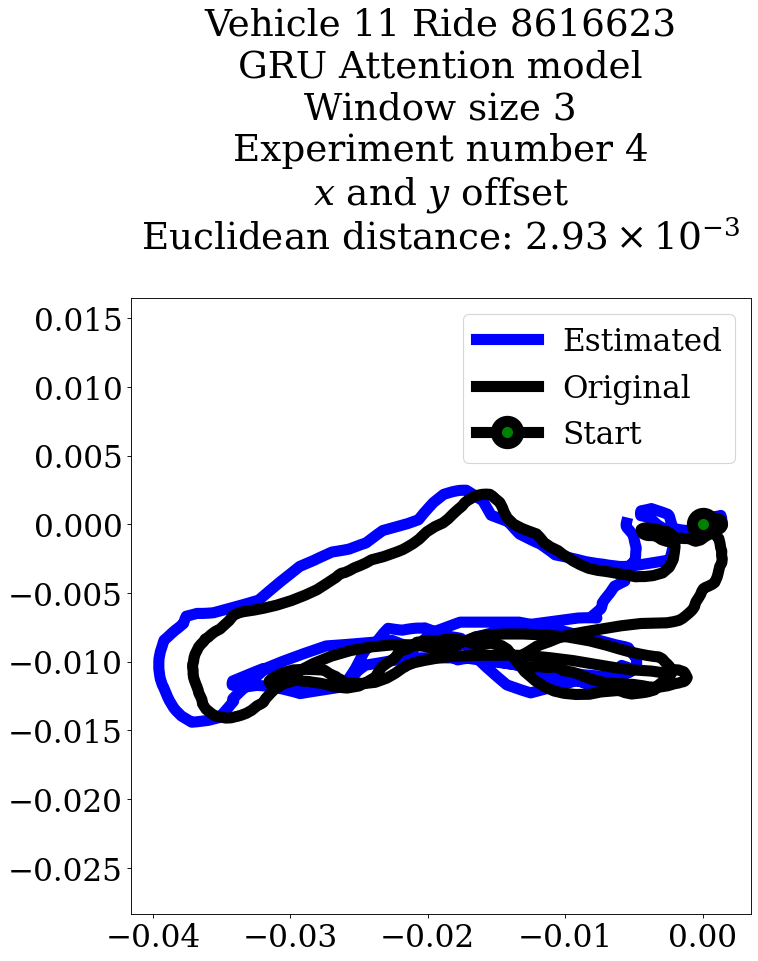 Vehicle 11 Ride 8616623
GRU Attention model
Window size 3
Experiment number 4
x and y offset
Euclidean distance: 2.93 × 10⁻³
Estimated
Original
Start
0.015
0.010
0.005
0.000
−0.005
−0.010
−0.015
−0.020
−0.025
−0.04 −0.03 −0.02 −0.01 0.00